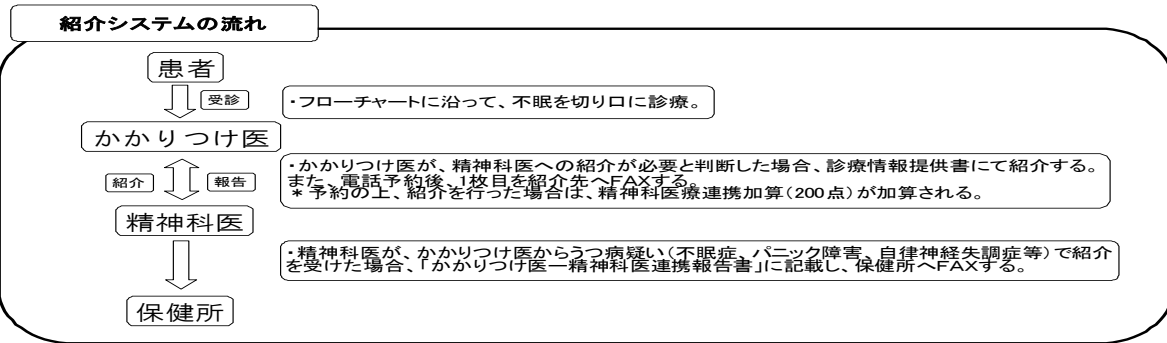 紹介システムの流れ
患者
受診
・フローチャートに沿って、不眠を切り口に診療。
かかりつけ医
紹介
報告
・かかりつけ医が、精神科医への紹介が必要と判断した場合、診療情報提供書にて紹介する。
また、電話予約後、1枚目を紹介先へFAXする。
＊予約の上、紹介を行った場合は、精神科医療連携加算(200点)が加算される。
精神科医
・精神科医が、かかりつけ医からうつ病疑い(不眠症、パニック障害、自律神経失調症等)で紹介
を受けた場合、「かかりつけ医―精神科医連携報告書」に記載し、保健所へFAXする。
保健所